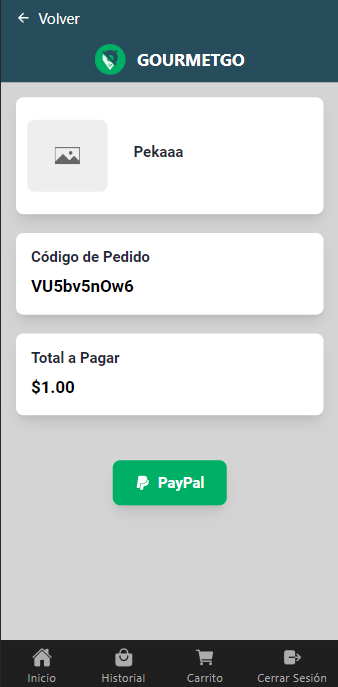 Volver
GOURMETGO
Pekaaa
Código de Pedido
VU5bv5nOw6
Total a Pagar
$1.00
PayPal
Inicio Historial Carrito Cerrar Sesión